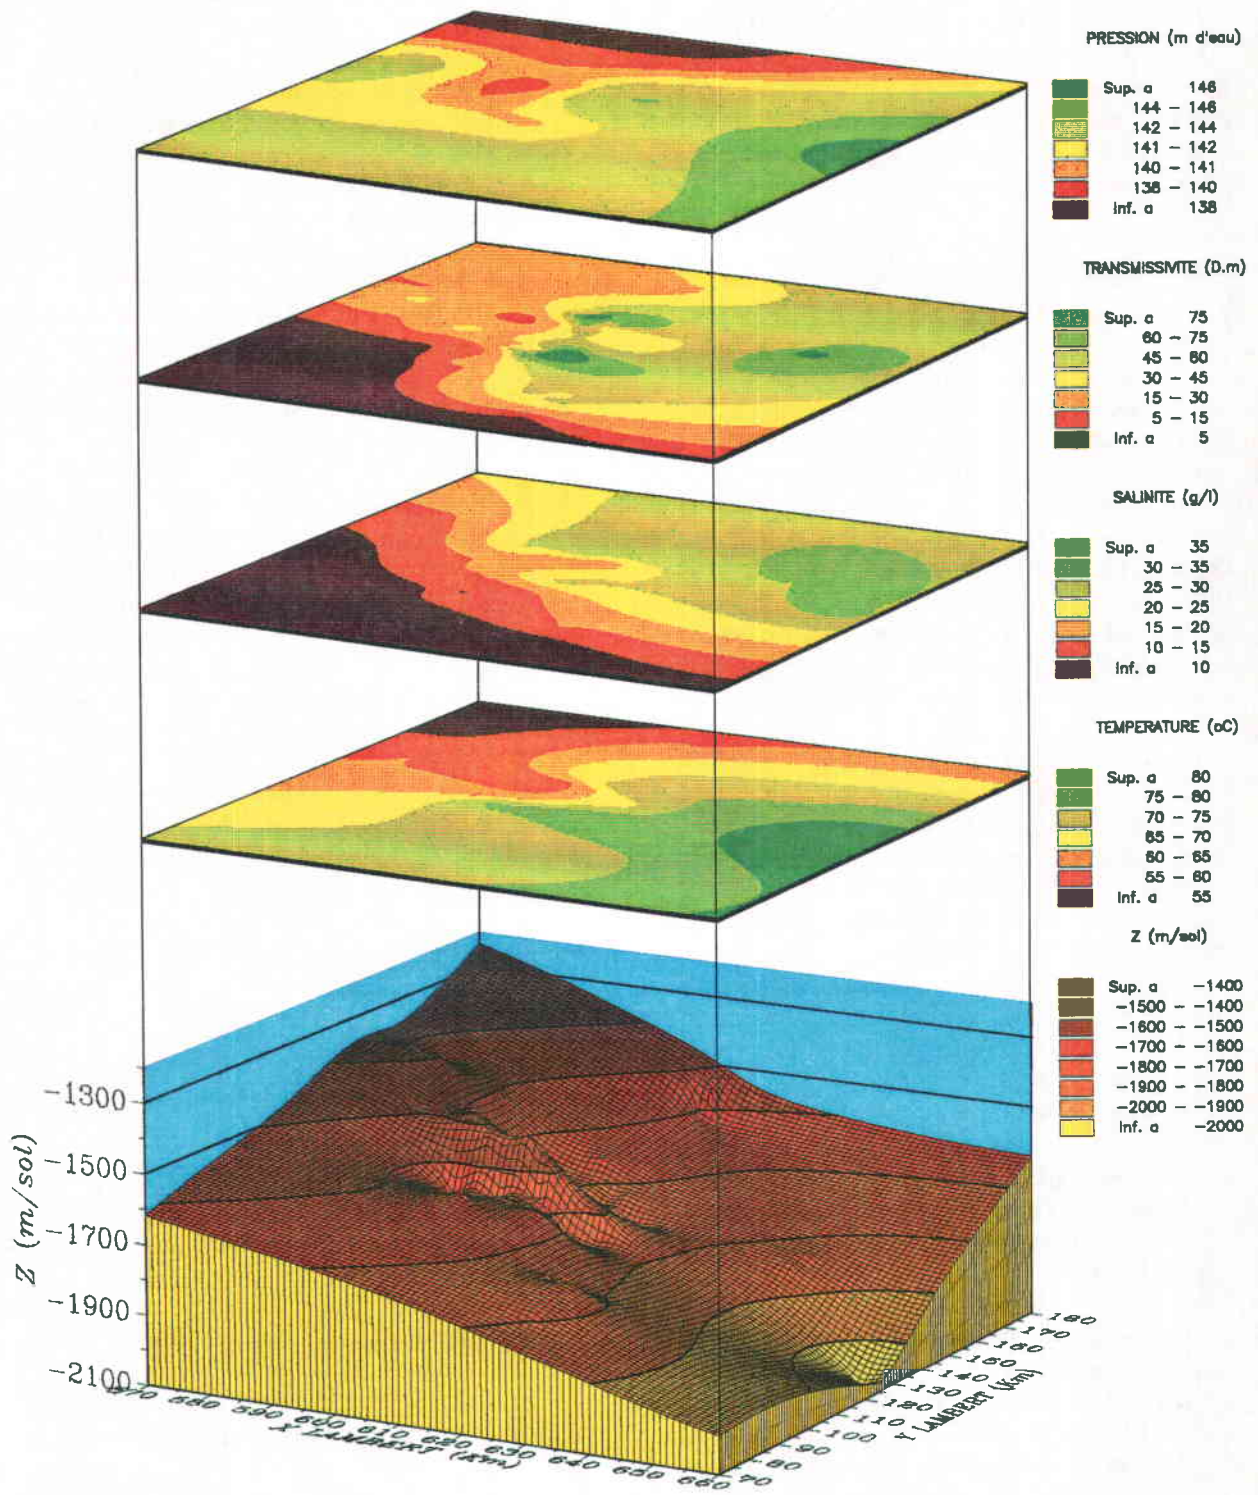 PRESSION (m d'eau)
Sup. a 146
144 - 146
142 - 144
141 - 142
140 - 141
138 - 140
Inf. a 138
TRANSMISSIVITE (D.m)
Sup. a 75
60 - 75
45 - 60
30 - 45
15 - 30
5 - 15
Inf. a 5
SALINITE (g/l)
Sup. a 35
30 - 35
25 - 30
20 - 25
15 - 20
10 - 15
Inf. a 10
TEMPERATURE (oC)
Sup. a 80
75 - 80
70 - 75
65 - 70
60 - 65
55 - 60
Inf. a 55
Z (m/sol)
Sup. a -1400
-1500 - -1400
-1600 - -1500
-1700 - -1600
-1800 - -1700
-1900 - -1800
-2000 - -1900
Inf. a -2000
Z (m/sol)
-1300
-1500
-1700
-1900
-2100
570 580 590 600 610 620 630 640 650 660
X LAMBERT (Km)
70 80 90 100 110 120 130 140 150 160 170 180
Y LAMBERT (Km)